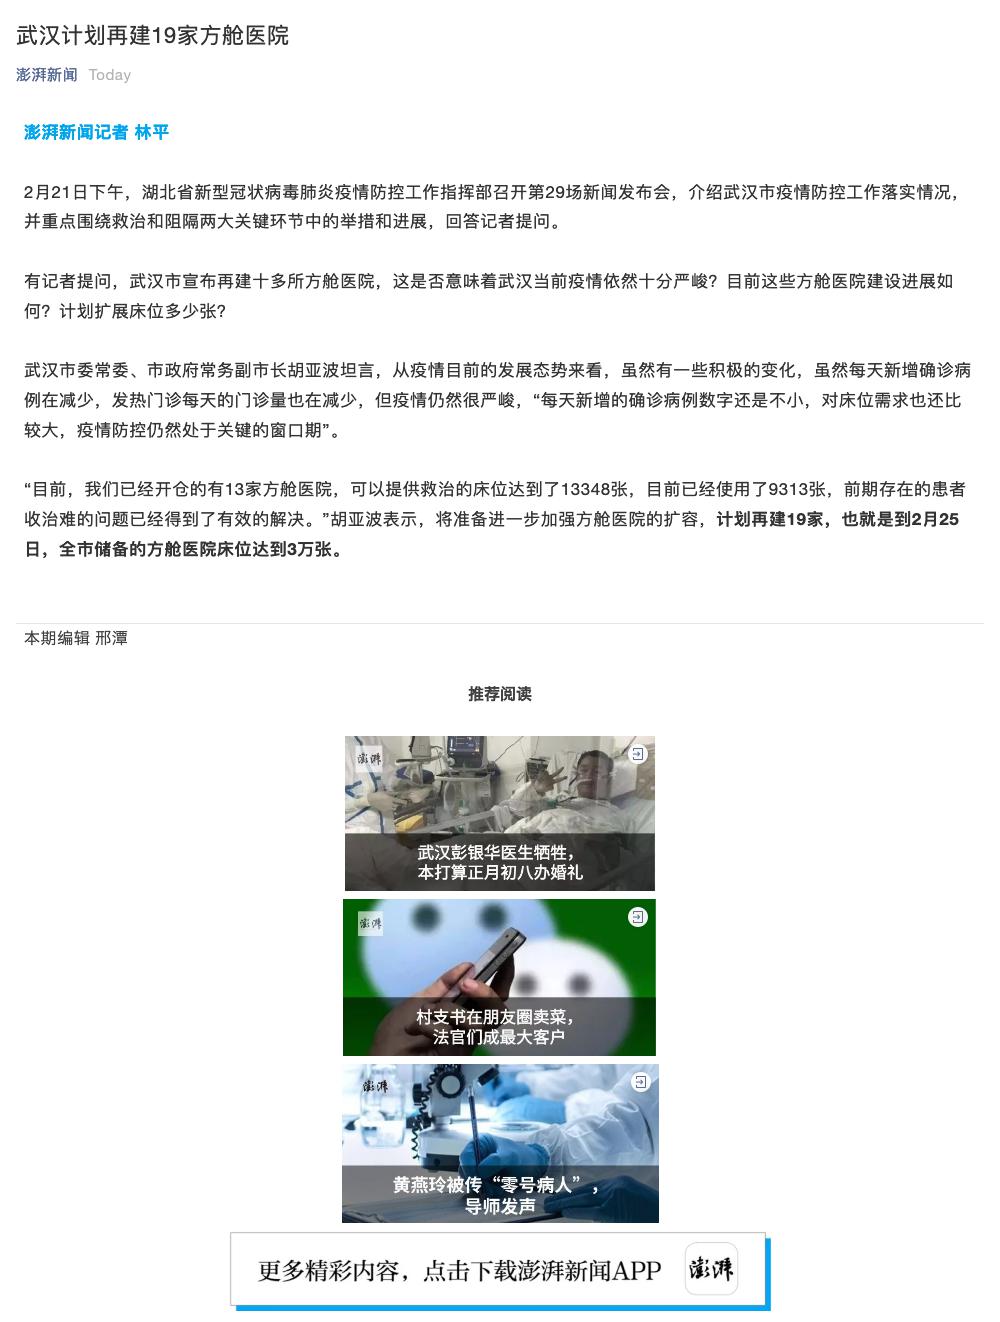 武汉计划再建19家方舱医院
澎湃新闻 Today
澎湃新闻记者 林平
2月21日下午，湖北省新型冠状病毒肺炎疫情防控工作指挥部召开第29场新闻发布会，介绍武汉市疫情防控工作落实情况，
并重点围绕救治和阻隔两大关键环节中的举措和进展，回答记者提问。
有记者提问，武汉市宣布再建十多所方舱医院，这是否意味着武汉当前疫情依然十分严峻？目前这些方舱医院建设进展如
何？计划扩展床位多少张？
武汉市委常委、市政府常务副市长胡亚波坦言，从疫情目前的发展态势来看，虽然有一些积极的变化，虽然每天新增确诊病
例在减少，发热门诊每天的门诊量也在减少，但疫情仍然很严峻，“每天新增的确诊病例数字还是不小，对床位需求也还比
较大，疫情防控仍然处于关键的窗口期”。
“目前，我们已经开仓的有13家方舱医院，可以提供救治的床位达到了13348张，目前已经使用了9313张，前期存在的患者
收治难的问题已经得到了有效的解决。”胡亚波表示，将准备进一步加强方舱医院的扩容，计划再建19家，也就是到2月25
日，全市储备的方舱医院床位达到3万张。
本期编辑 邢潭
推荐阅读
澎湃
武汉彭银华医生牺牲，
本打算正月初八办婚礼
澎湃
村支书在朋友圈卖菜，
法官们成最大客户
澎湃
黄燕玲被传“零号病人”，
导师发声
更多精彩内容，点击下载澎湃新闻APP 澎湃